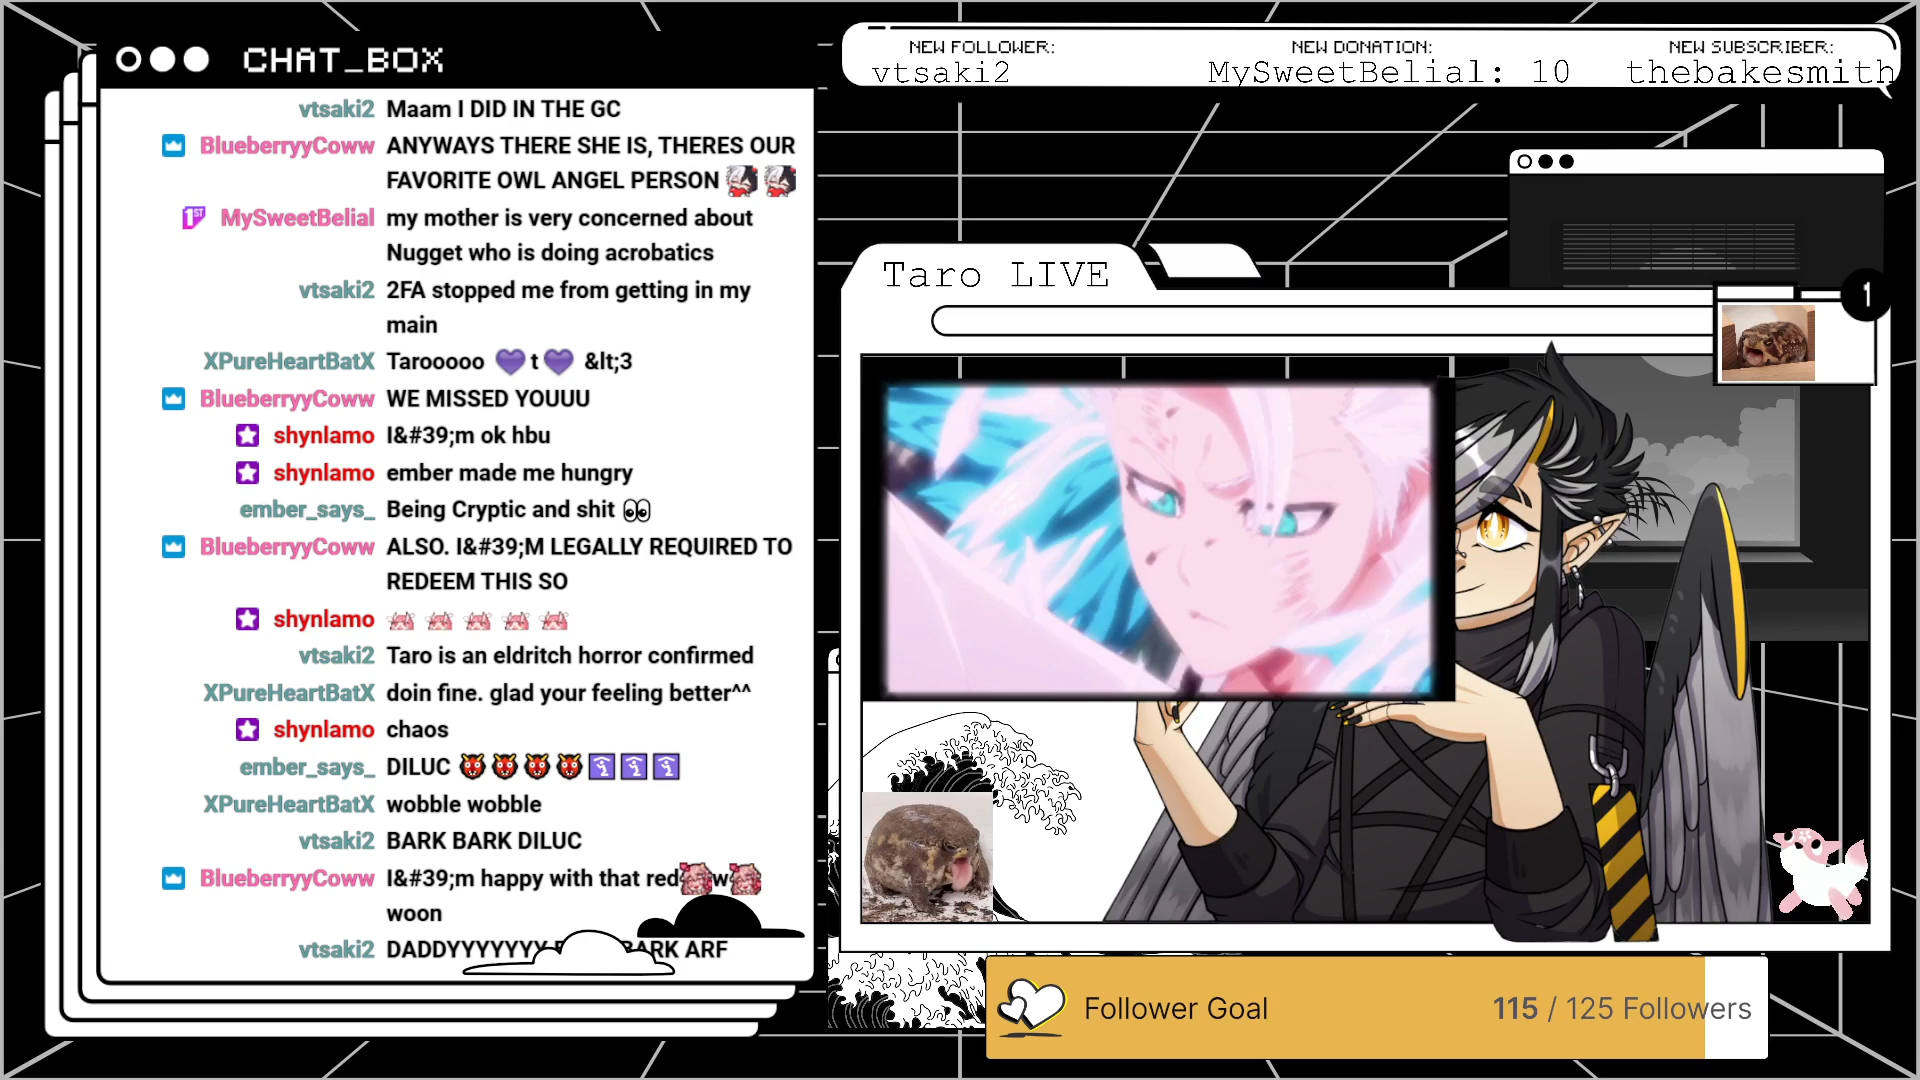 CHAT_BOX
vtsaki2 Maam I DID IN THE GC
BlueberryyCoww ANYWAYS THERE SHE IS, THERES OUR
FAVORITE OWL ANGEL PERSON
MySweetBelial my mother is very concerned about
Nugget who is doing acrobatics
vtsaki2 2FA stopped me from getting in my
main
XPureHeartBatX Tarooooo 💜t💜 &lt;3
BlueberryyCoww WE MISSED YOUUU
shynlamo I&#39;m ok hbu
shynlamo ember made me hungry
ember_says_ Being Cryptic and shit 👀
BlueberryyCoww ALSO. I&#39;M LEGALLY REQUIRED TO
REDEEM THIS SO
shynlamo
vtsaki2 Taro is an eldritch horror confirmed
XPureHeartBatX doin fine. glad your feeling better^^
shynlamo chaos
ember_says_ DILUC 👹👹👹👹🛐🛐🛐
XPureHeartBatX wobble wobble
vtsaki2 BARK BARK DILUC
BlueberryyCoww I&#39;m happy with that red w
woon
vtsaki2 DADDYYYYYYY ARK ARF
NEW FOLLOWER:
vtsaki2
NEW DONATION:
MySweetBelial: 10
NEW SUBSCRIBER:
thebakesmith
Taro LIVE
1
Follower Goal
115 / 125 Followers